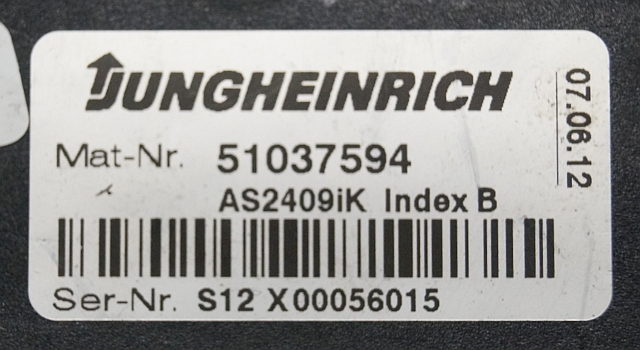 JUNGHEINRICH
Mat-Nr. 51037594
AS2409iK Index B
Ser-Nr. S12 X00056015
07.06.12